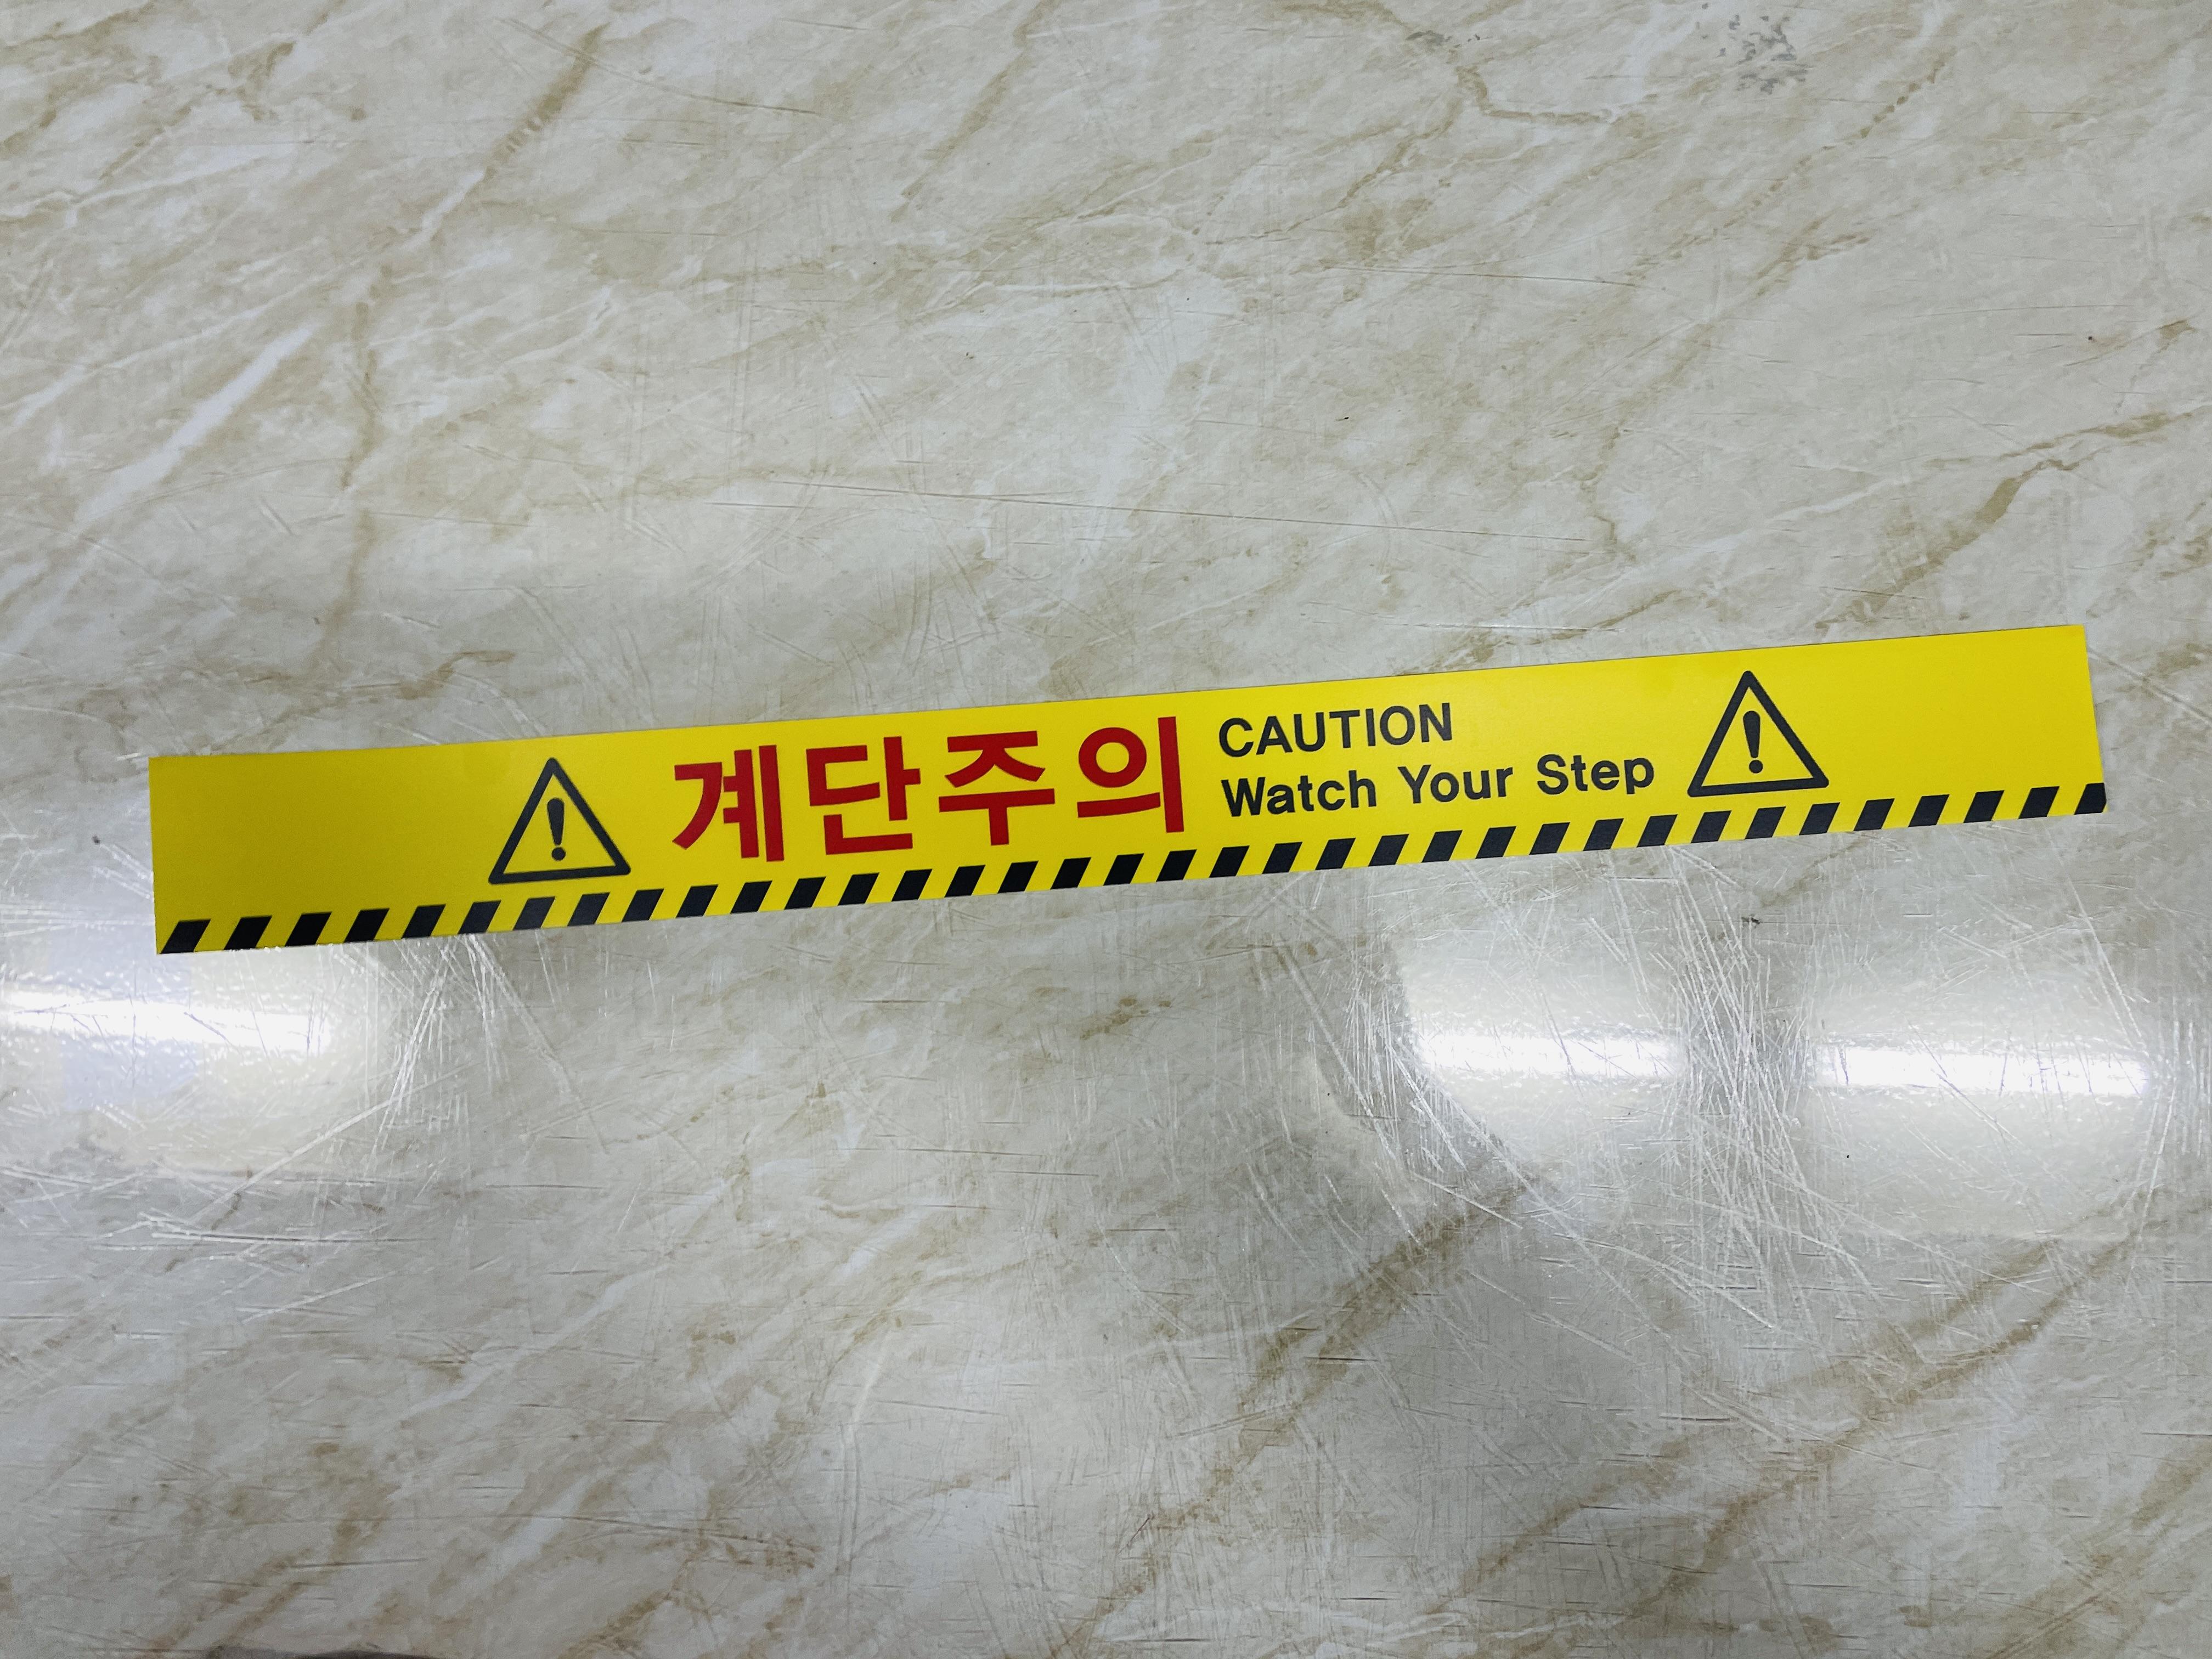 계단주의
CAUTION
Watch Your Step